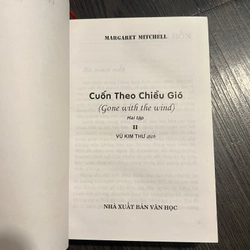 MARGARET MITCHELL
Cuốn Theo Chiều Gió
(Gone with the wind)
Hai tập
II
VŨ KIM THƯ dịch
NHÀ XUẤT BẢN VĂN HỌC